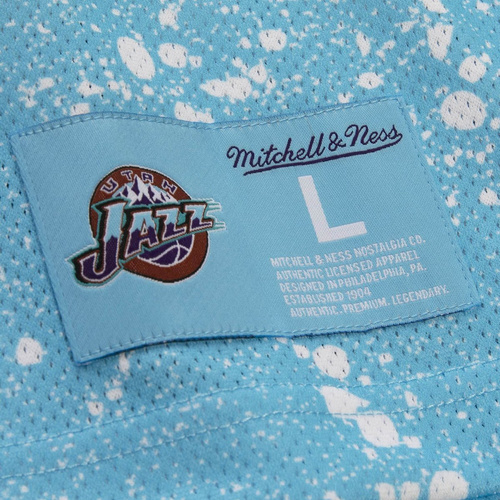 UTAH
JAZZ
Mitchell & Ness
L
MITCHELL & NESS NOSTALGIA CO.
AUTHENTIC LICENSED APPAREL
DESIGNED IN PHILADELPHIA, PA.
ESTABLISHED 1904
AUTHENTIC. PREMIUM. LEGENDARY.